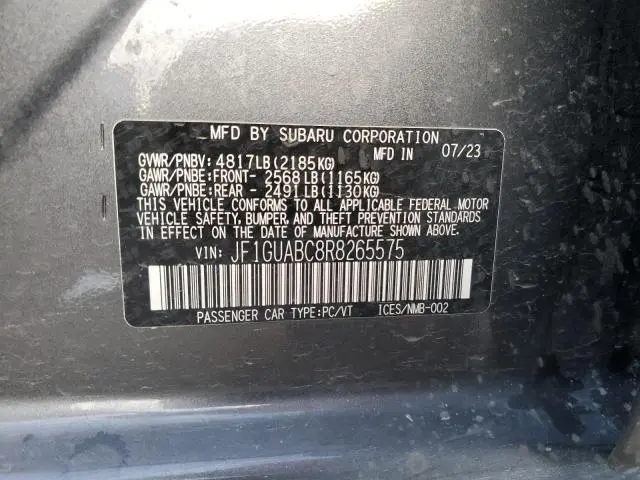 MFD BY SUBARU CORPORATION
GVWR/PNBV: 4817LB(2185KG) MFD IN 07/23
GAWR/PNBE:FRONT- 2568LB(1165KG)
GAWR/PNBE:REAR - 2491LB(1130KG)
THIS VEHICLE CONFORMS TO ALL APPLICABLE FEDERAL MOTOR
VEHICLE SAFETY, BUMPER, AND THEFT PREVENTION STANDARDS
IN EFFECT ON THE DATE OF MANUFACTURE SHOWN ABOVE.
VIN: JF1GUABC8R8265575
PASSENGER CAR TYPE:PC/VT ICES/NMB-002